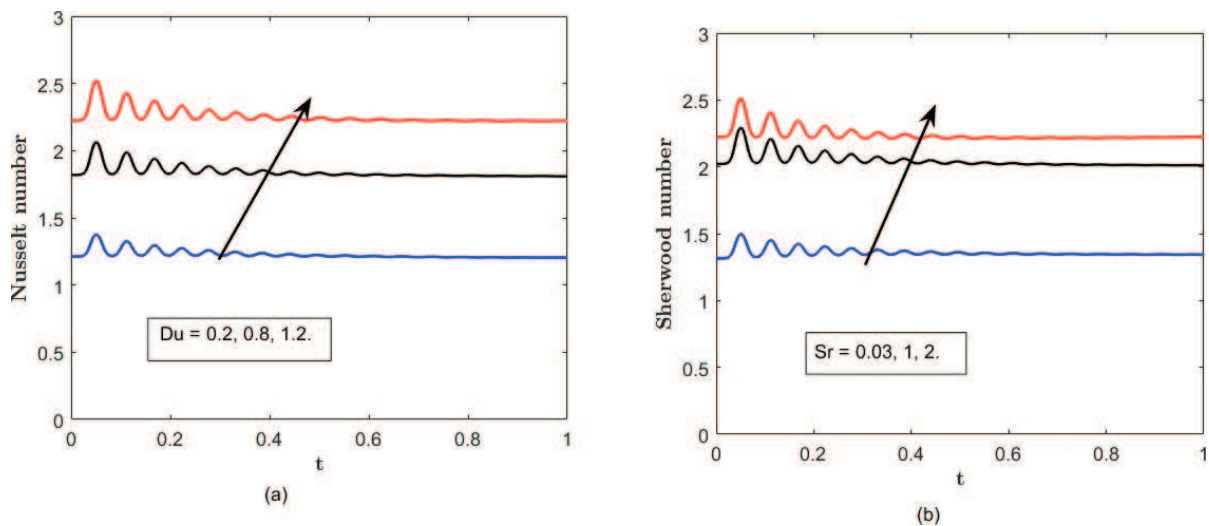 3
2.5
2
1.5
1
0.5
0
Nusselt number
Du = 0.2, 0.8, 1.2.
0 0.2 0.4 0.6 0.8 1
t
(a)
3
2.5
2
1.5
1
0.5
0
Sherwood number
Sr = 0.03, 1, 2.
0 0.2 0.4 0.6 0.8 1
t
(b)